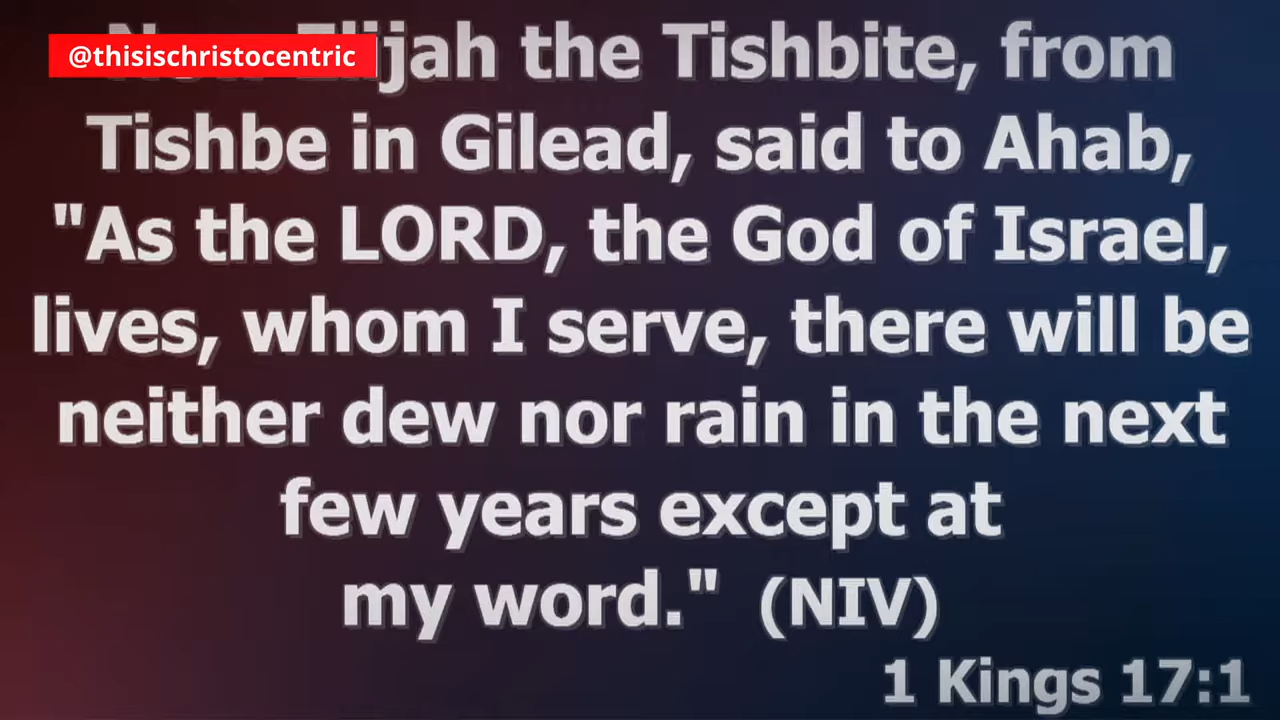 @thisischristocentric
Elijah the Tishbite, from
Tishbe in Gilead, said to Ahab,
"As the LORD, the God of Israel,
lives, whom I serve, there will be
neither dew nor rain in the next
few years except at
my word." (NIV)
1 Kings 17:1